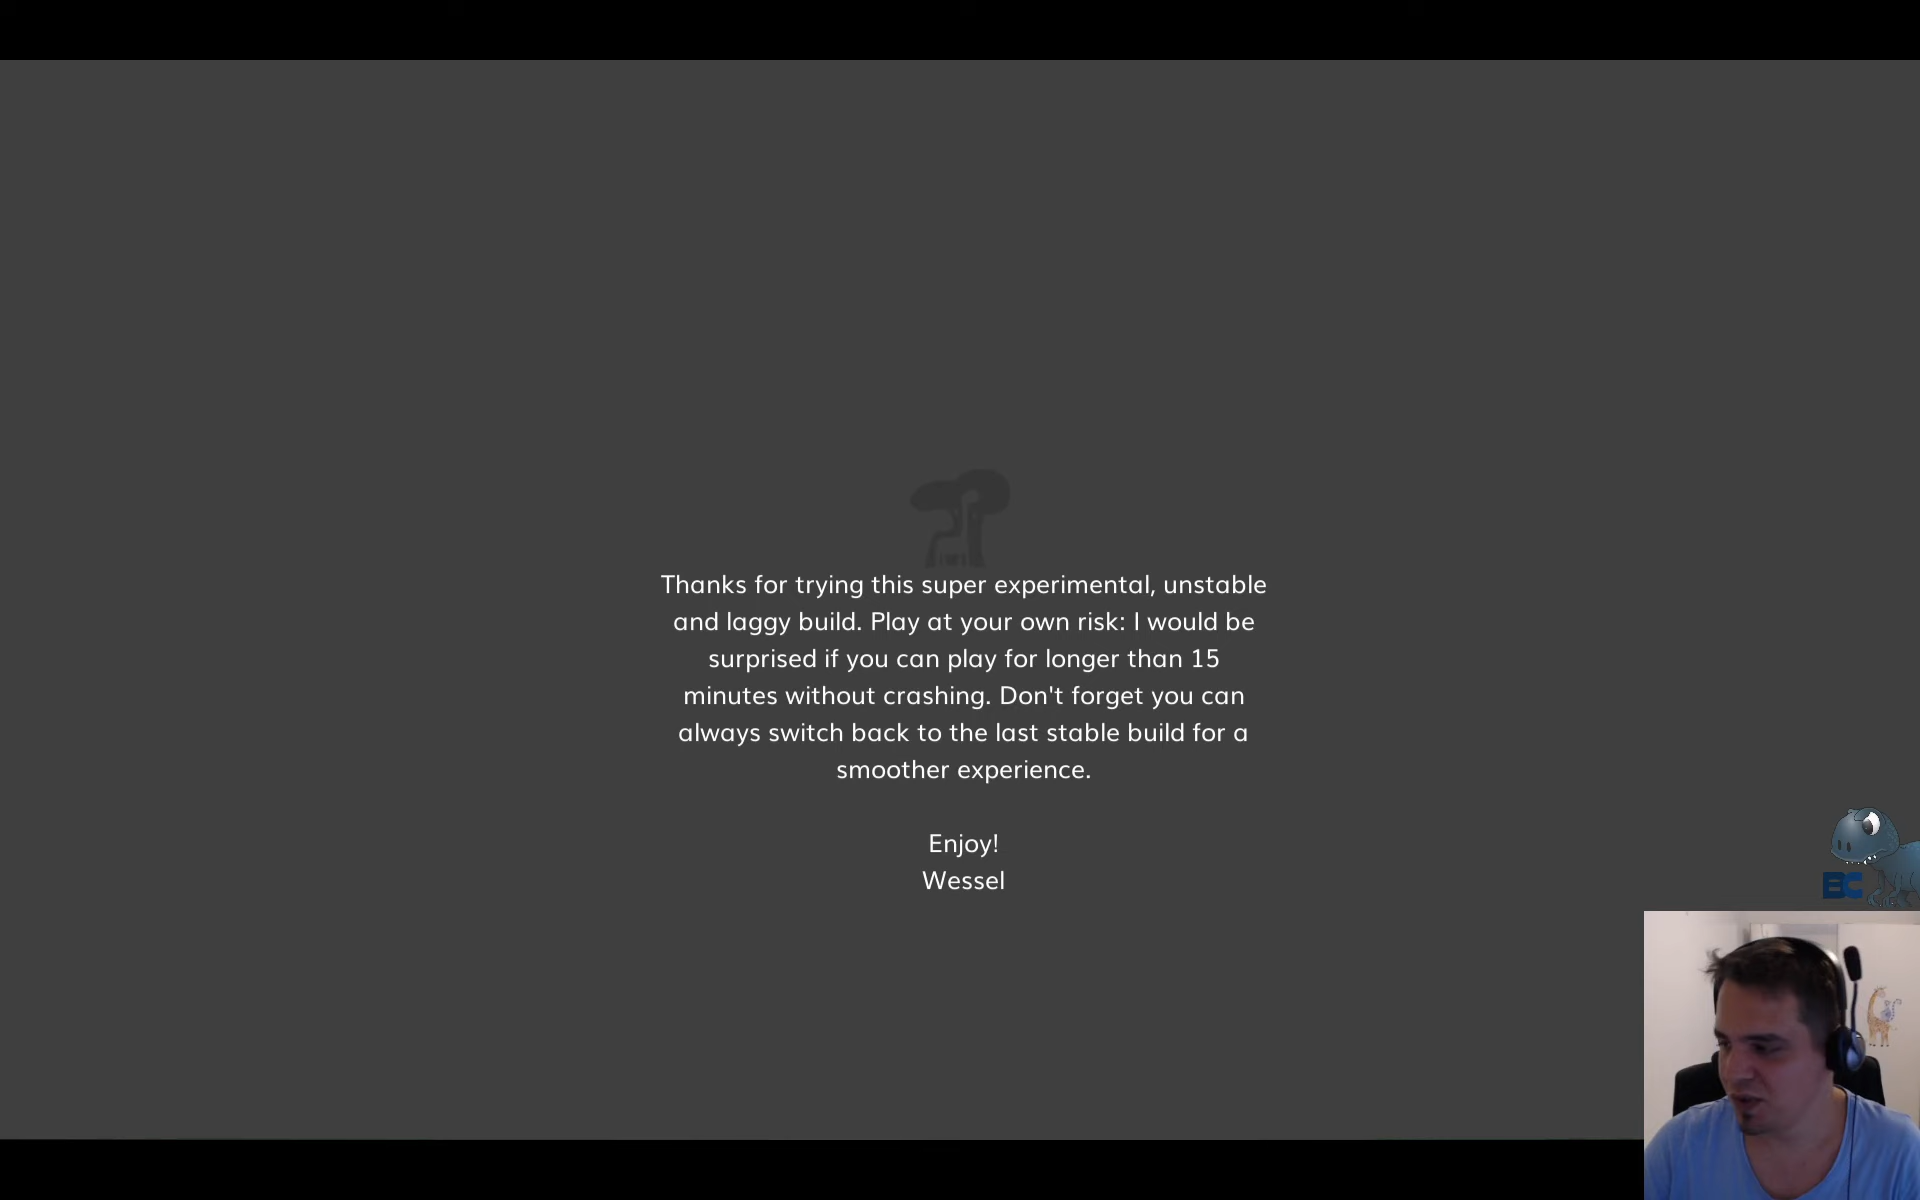 Thanks for trying this super experimental, unstable
and laggy build. Play at your own risk: I would be
surprised if you can play for longer than 15
minutes without crashing. Don't forget you can
always switch back to the last stable build for a
smoother experience.
Enjoy!
Wessel
BC